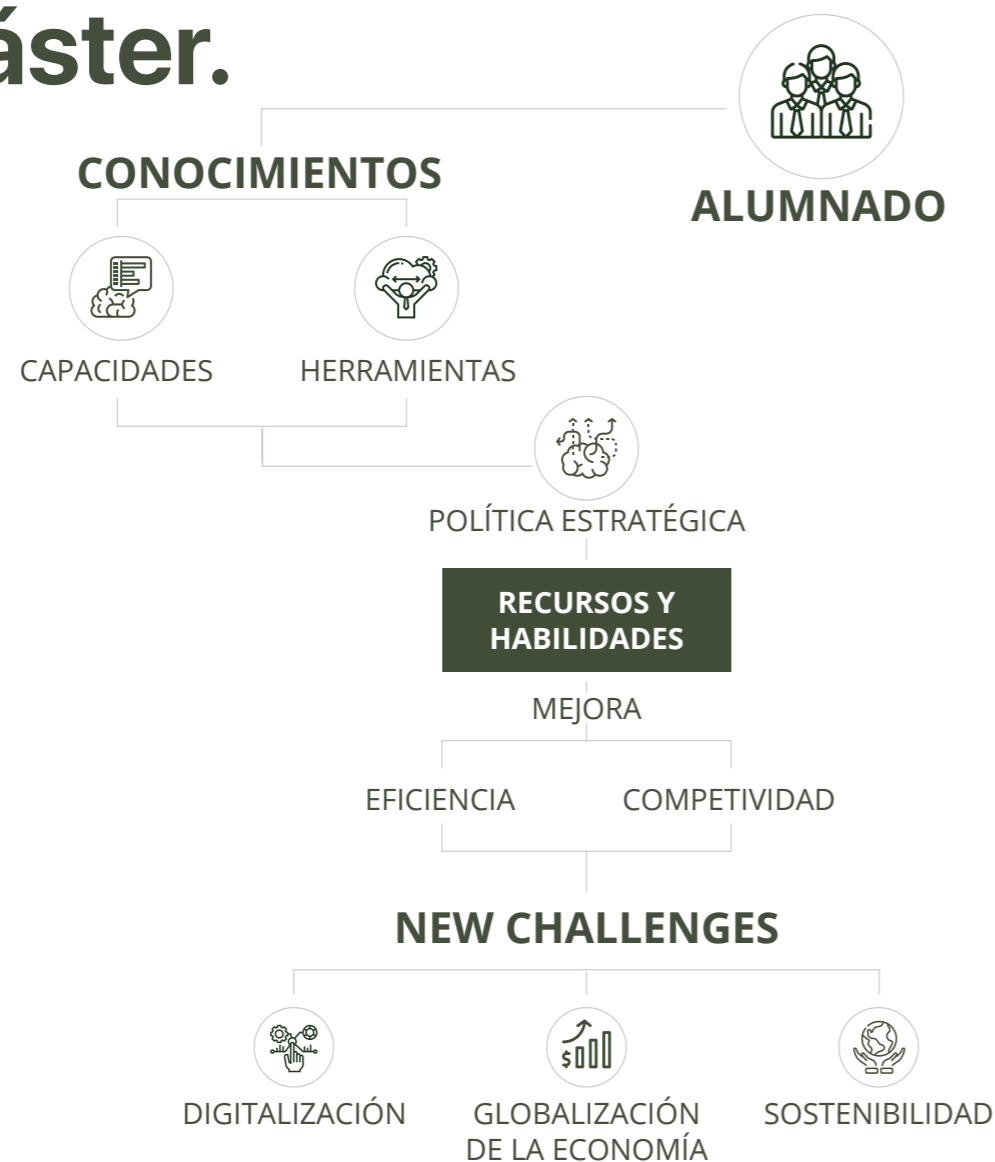 áster.
ALUMNADO
CONOCIMIENTOS
CAPACIDADES
HERRAMIENTAS
POLÍTICA ESTRATÉGICA
RECURSOS Y
HABILIDADES
MEJORA
EFICIENCIA
COMPETIVIDAD
NEW CHALLENGES
DIGITALIZACIÓN
GLOBALIZACIÓN
DE LA ECONOMÍA
SOSTENIBILIDAD